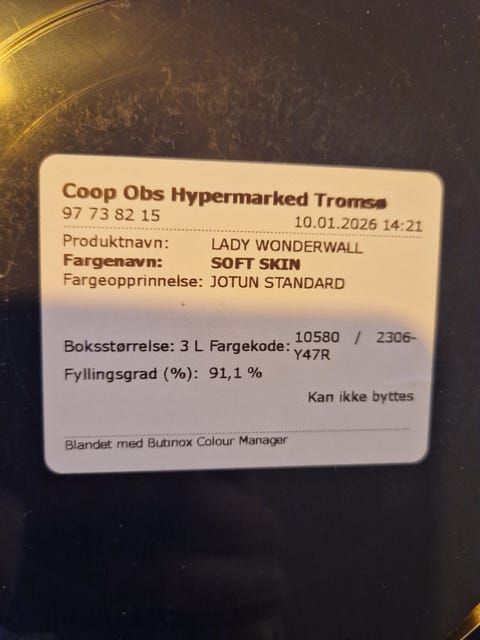 Coop Obs Hypermarked Tromsø
97 73 82 15 10.01.2026 14:21
Produktnavn: LADY WONDERWALL
Fargenavn: SOFT SKIN
Fargeopprinnelse: JOTUN STANDARD
Boksstørrelse: 3 L Fargekode: 10580 / 2306-
Y47R
Fyllingsgrad (%): 91,1 %
Kan ikke byttes
Blandet med Butinox Colour Manager